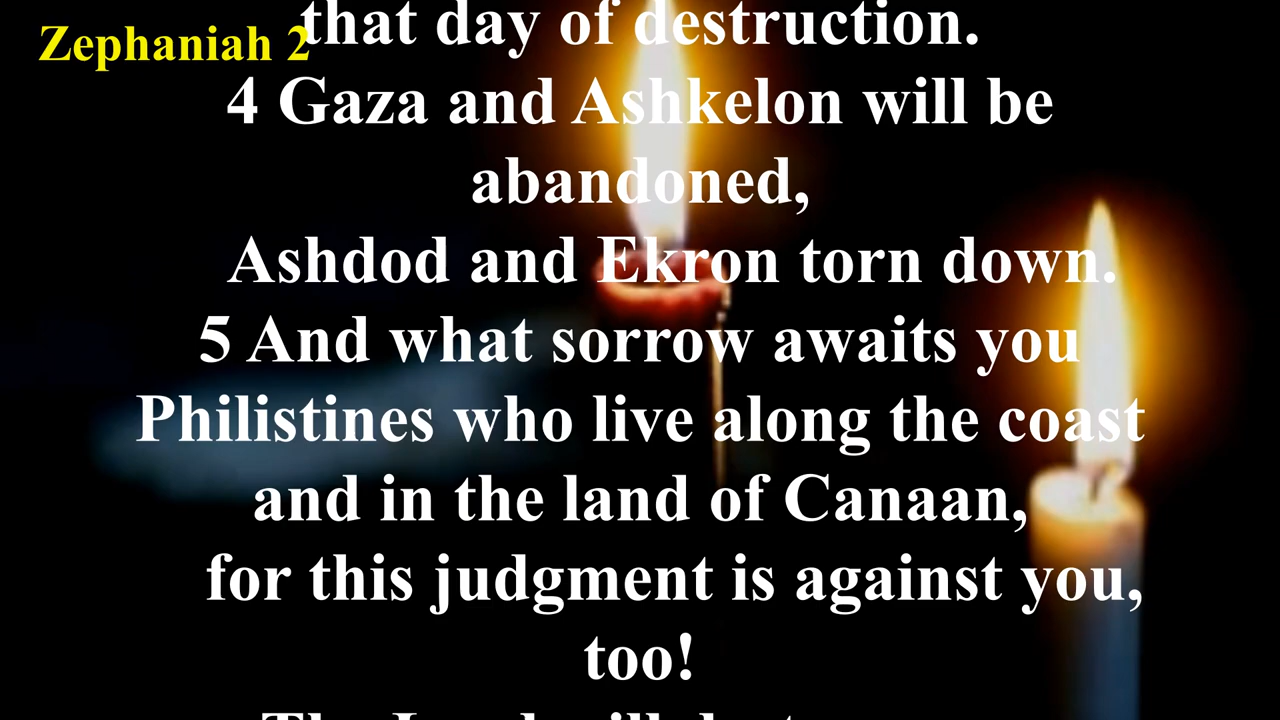 Zephaniah 2
that day of destruction.
4 Gaza and Ashkelon will be
abandoned,
Ashdod and Ekron torn down.
5 And what sorrow awaits you
Philistines who live along the coast
and in the land of Canaan,
for this judgment is against you,
too!